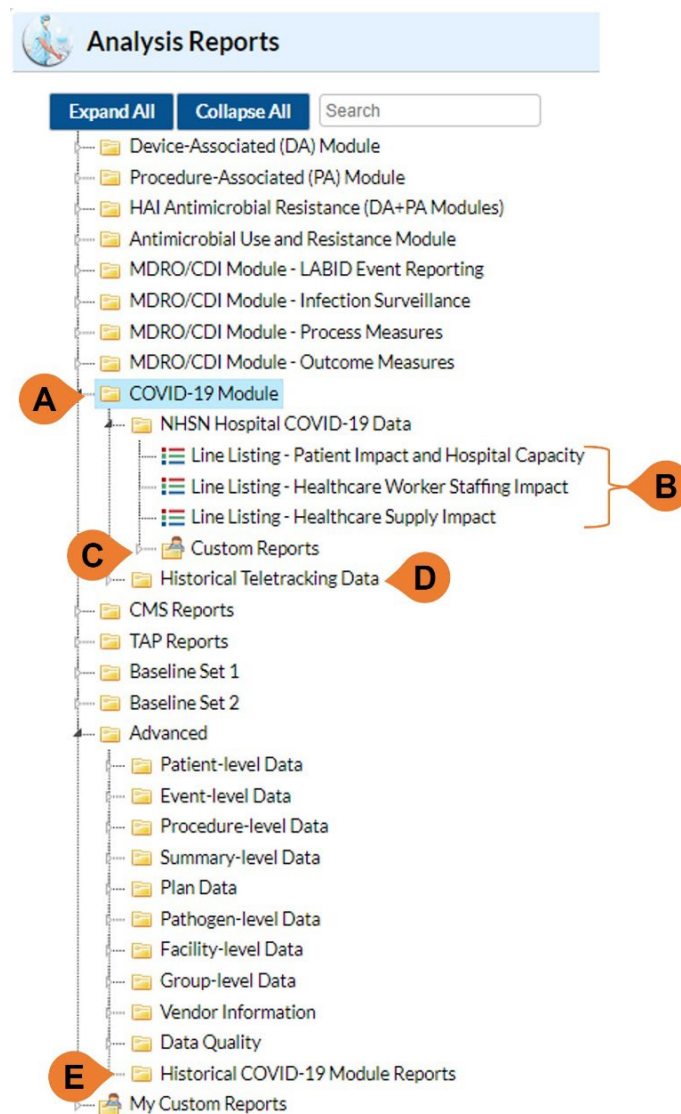 Analysis Reports
Expand All Collapse All Search
Device-Associated (DA) Module
Procedure-Associated (PA) Module
HAI Antimicrobial Resistance (DA+PA Modules)
Antimicrobial Use and Resistance Module
MDRO/CDI Module - LABID Event Reporting
MDRO/CDI Module - Infection Surveillance
MDRO/CDI Module - Process Measures
MDRO/CDI Module - Outcome Measures
A COVID-19 Module
NHSN Hospital COVID-19 Data
Line Listing - Patient Impact and Hospital Capacity
Line Listing - Healthcare Worker Staffing Impact B
Line Listing - Healthcare Supply Impact
C Custom Reports
Historical Teletracking Data D
CMS Reports
TAP Reports
Baseline Set 1
Baseline Set 2
Advanced
Patient-level Data
Event-level Data
Procedure-level Data
Summary-level Data
Plan Data
Pathogen-level Data
Facility-level Data
Group-level Data
Vendor Information
Data Quality
E Historical COVID-19 Module Reports
My Custom Reports